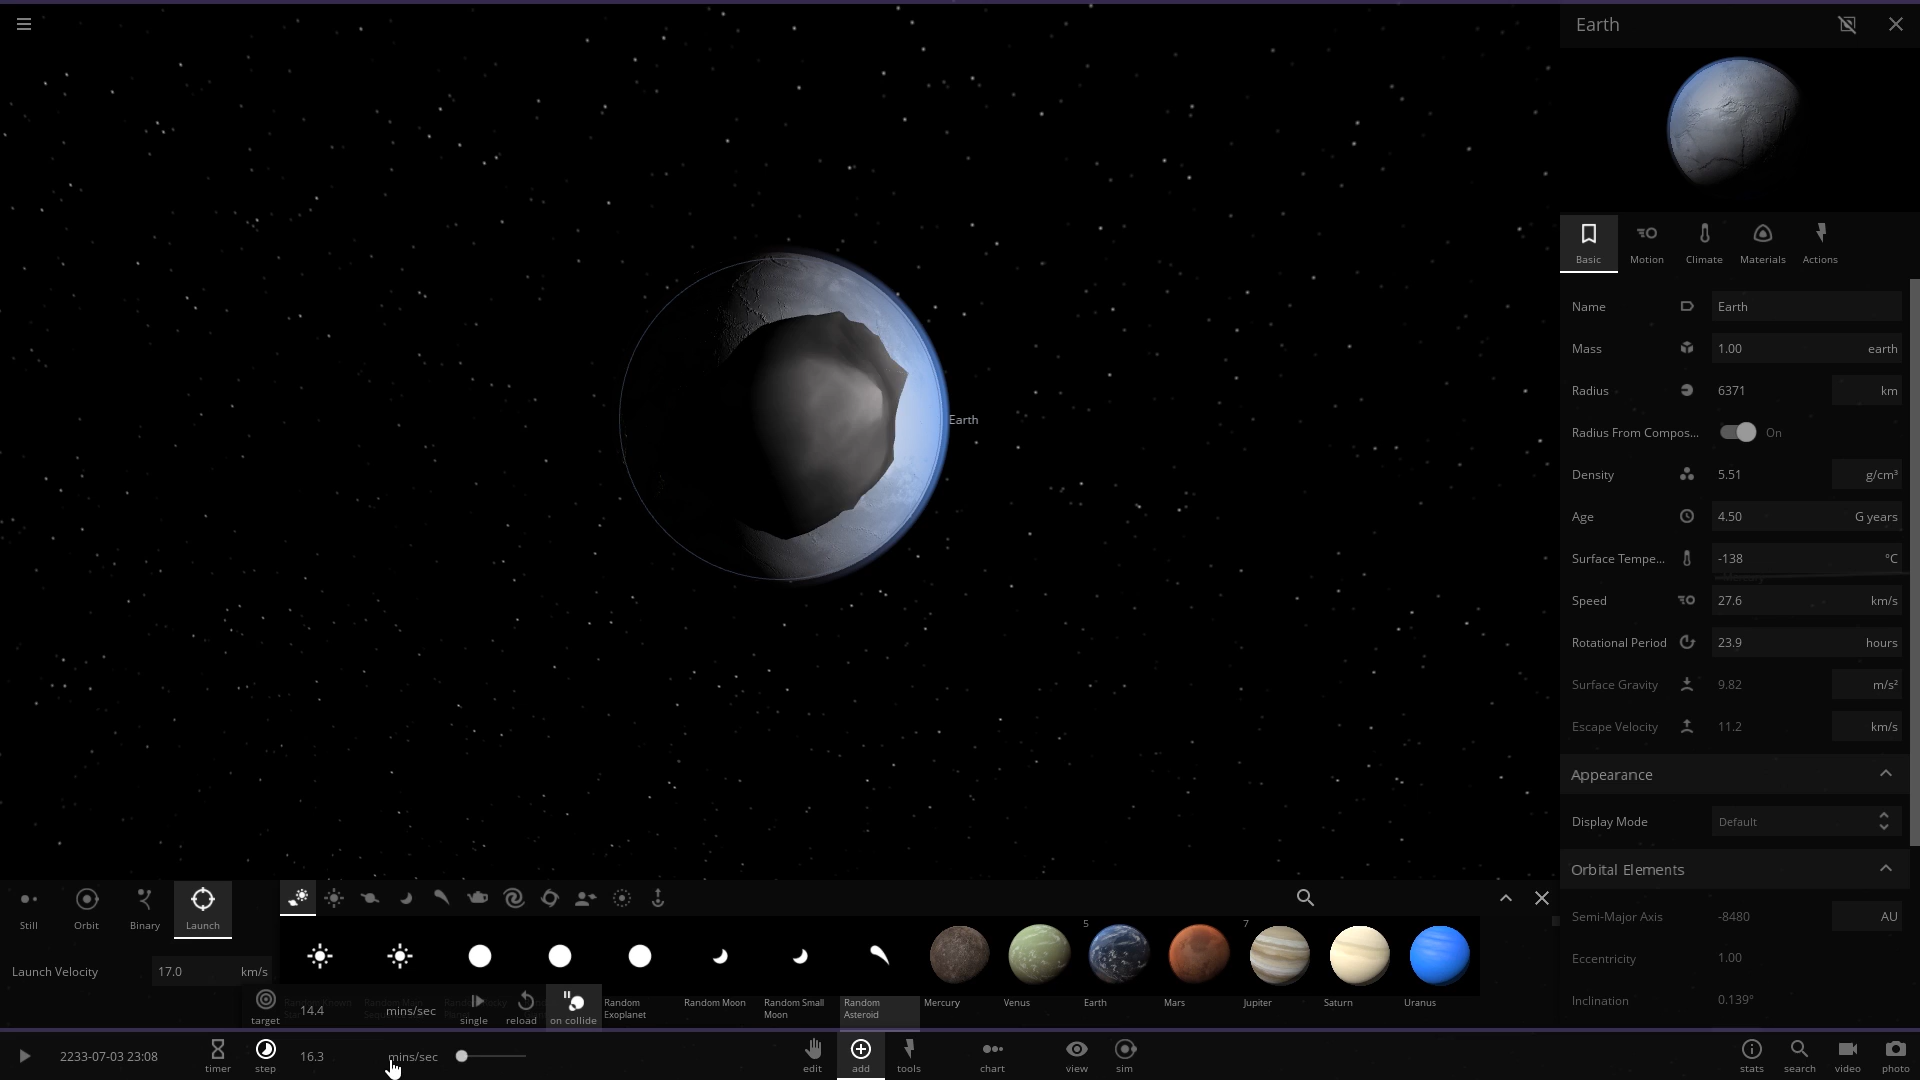 Earth
Basic
Motion
Climate
Materials
Actions
Name Earth
Mass 1.00 earth
Radius 6371 km
Radius From Compos... On
Density 5.51 g/cm³
Age 4.50 G years
Surface Tempe... -138 °C
Speed 27.6 km/s
Rotational Period 23.9 hours
Surface Gravity 9.82 m/s²
Escape Velocity 11.2 km/s
Appearance
Display Mode Default
Orbital Elements
Semi-Major Axis -8480 AU
Eccentricity 1.00
Inclination 0.139°
Earth
Still
Orbit
Binary
Launch
Launch Velocity 17.0 km/s
5
7
Random Exoplanet
Random Moon
Random Small Moon
Random Asteroid
Mercury
Venus
Earth
Mars
Jupiter
Saturn
Uranus
target
14.4 mins/sec
single
reload
on collide
2233-07-03 23:08
timer
step
16.3 mins/sec
edit
add
tools
chart
view
sim
stats
search
video
photo